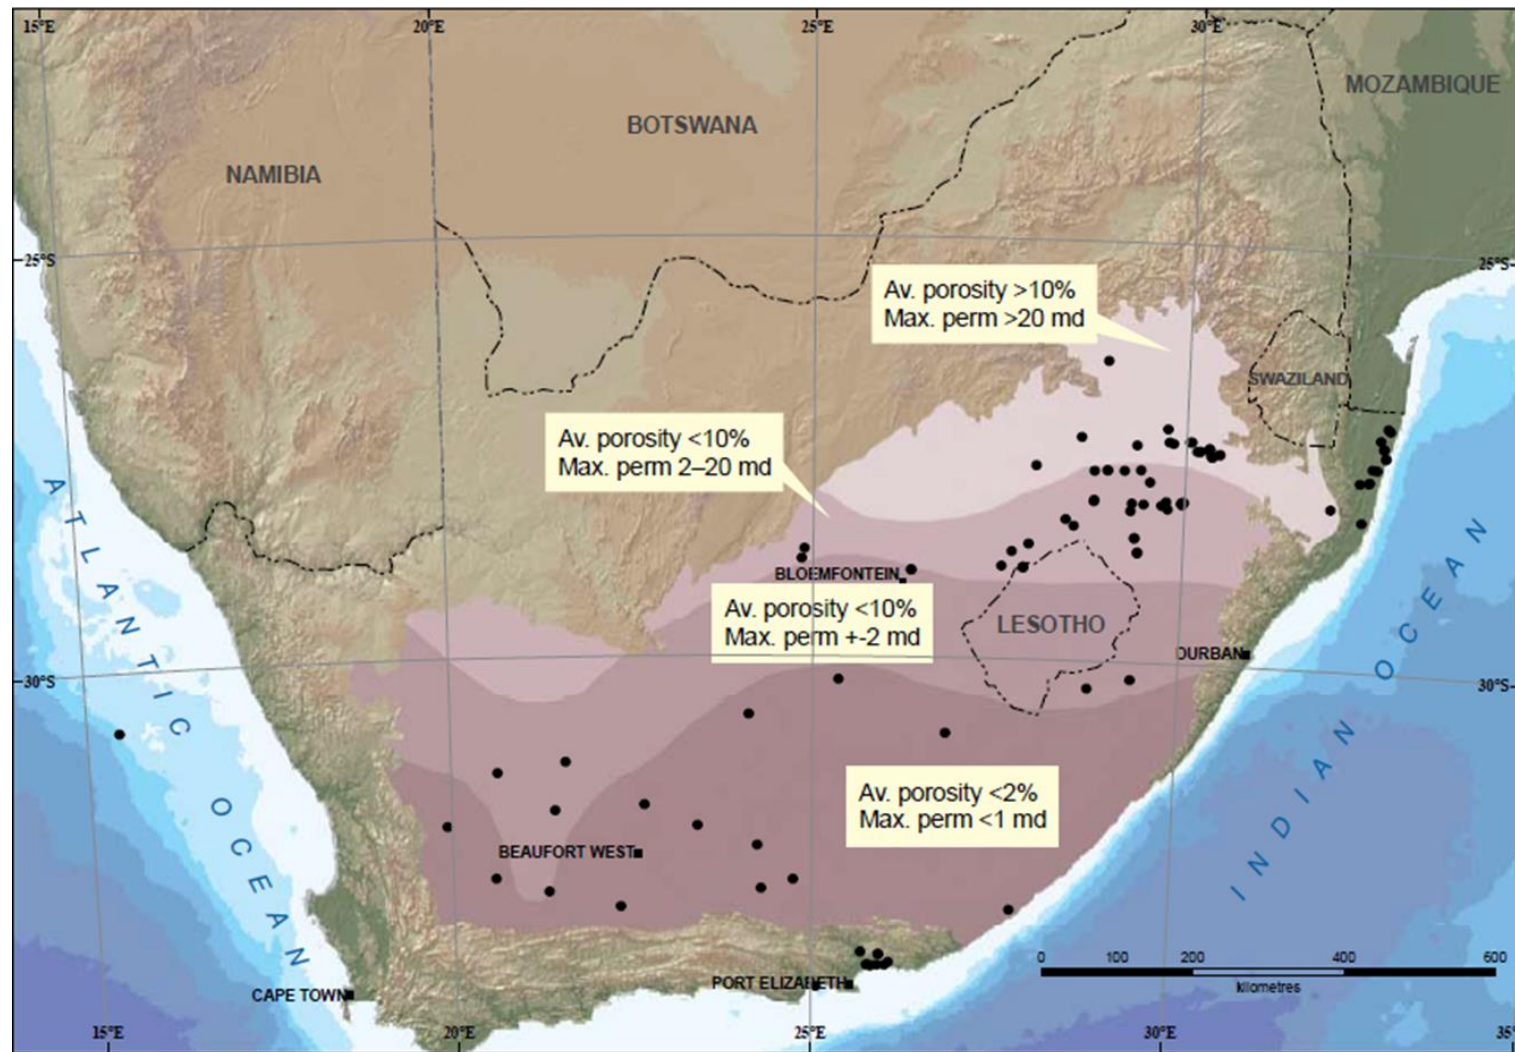 15°E
20°E
25°E
30°E
MOZAMBIQUE
BOTSWANA
NAMIBIA
25°S
25°S
Av. porosity >10%
Max. perm >20 md
SWAZILAND
Av. porosity <10%
Max. perm 2–20 md
BLOEMFONTEIN
Av. porosity <10%
Max. perm +-2 md
LESOTHO
DURBAN
30°S
30°S
ATLANTIC OCEAN
INDIAN OCEAN
Av. porosity <2%
Max. perm <1 md
BEAUFORT WEST
0 100 200 400 600
kilometres
PORT ELIZABETH
CAPE TOWN
15°E
20°E
25°E
30°E